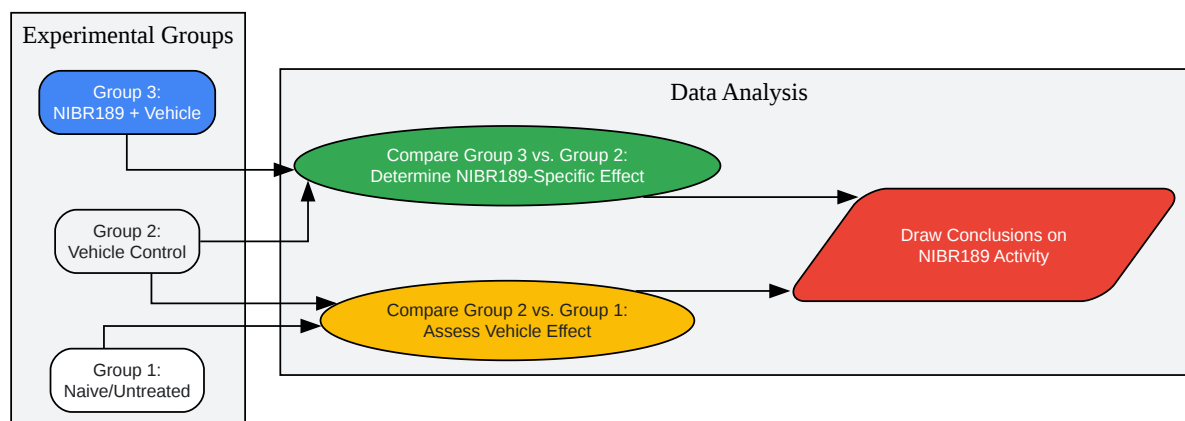 Experimental Groups
Group 3:
NIBR189 + Vehicle
Group 2:
Vehicle Control
Group 1:
Naive/Untreated
Data Analysis
Compare Group 3 vs. Group 2:
Determine NIBR189-Specific Effect
Compare Group 2 vs. Group 1:
Assess Vehicle Effect
Draw Conclusions on
NIBR189 Activity